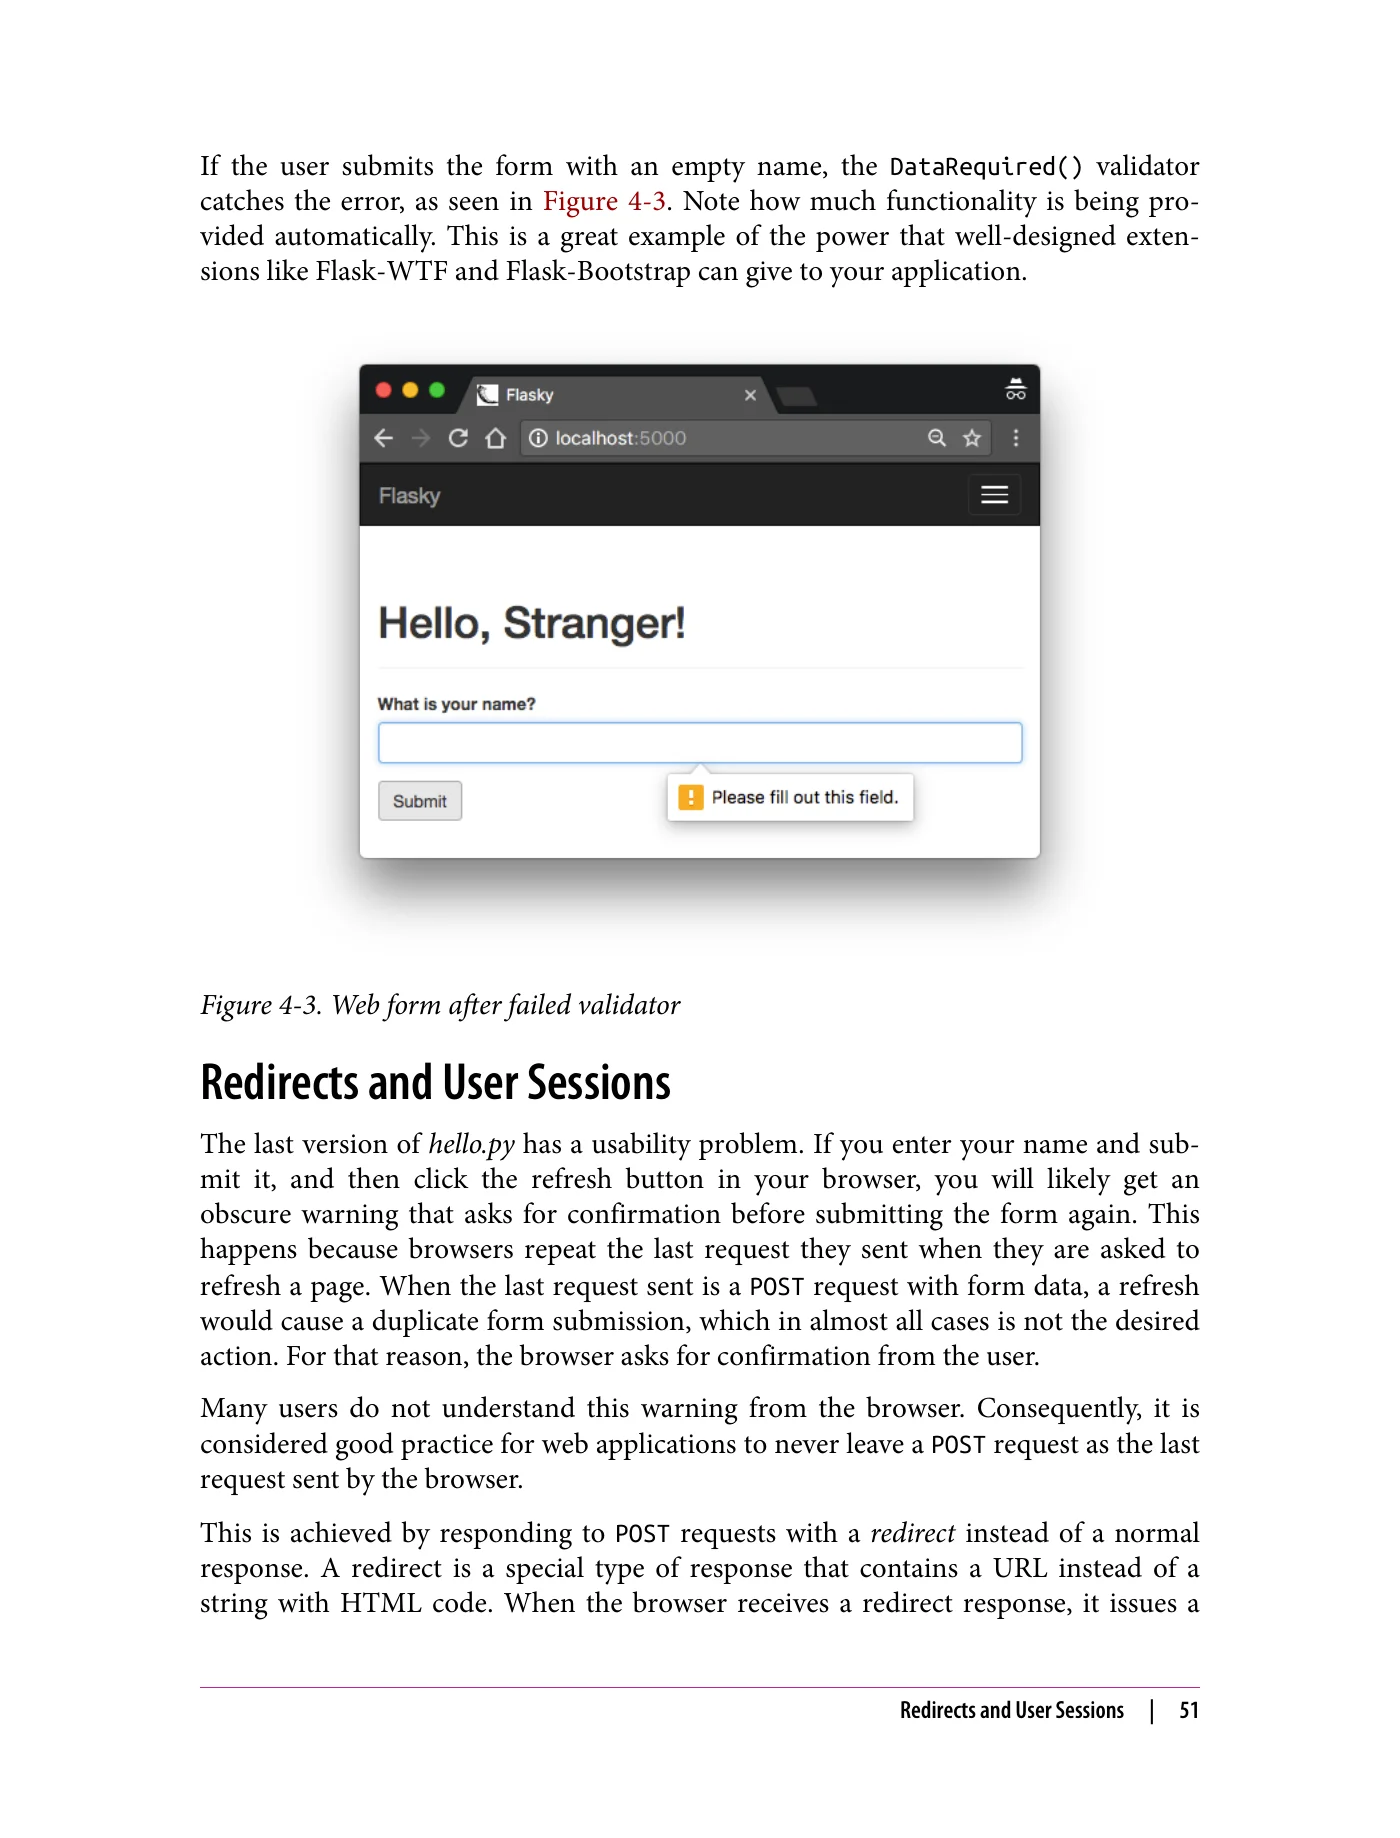 If the user submits the form with an empty name, the DataRequired() validator
catches the error, as seen in Figure 4-3. Note how much functionality is being pro-
vided automatically. This is a great example of the power that well-designed exten-
sions like Flask-WTF and Flask-Bootstrap can give to your application.
Flasky
localhost:5000
Flasky
Hello, Stranger!
What is your name?
Submit
Please fill out this field.
Figure 4-3. Web form after failed validator
Redirects and User Sessions
The last version of hello.py has a usability problem. If you enter your name and sub-
mit it, and then click the refresh button in your browser, you will likely get an
obscure warning that asks for confirmation before submitting the form again. This
happens because browsers repeat the last request they sent when they are asked to
refresh a page. When the last request sent is a POST request with form data, a refresh
would cause a duplicate form submission, which in almost all cases is not the desired
action. For that reason, the browser asks for confirmation from the user.
Many users do not understand this warning from the browser. Consequently, it is
considered good practice for web applications to never leave a POST request as the last
request sent by the browser.
This is achieved by responding to POST requests with a redirect instead of a normal
response. A redirect is a special type of response that contains a URL instead of a
string with HTML code. When the browser receives a redirect response, it issues a
Redirects and User Sessions | 51